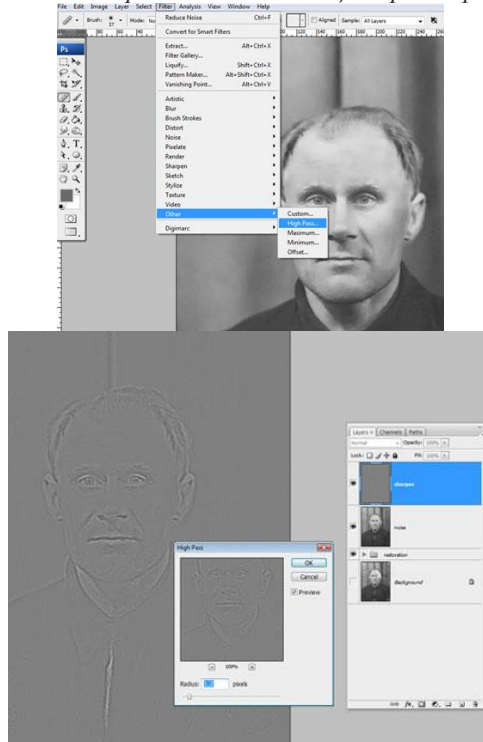 File Edit Image Layer Select Filter Analysis View Window Help
Brush: 37 Mode: Aligned Sample: All Layers
Reduce Noise Ctrl+F
Convert for Smart Filters
Extract... Alt+Ctrl+X
Filter Gallery...
Liquify... Shift+Ctrl+X
Pattern Maker... Alt+Shift+Ctrl+X
Vanishing Point... Alt+Ctrl+V
Artistic
Blur
Brush Strokes
Distort
Noise
Pixelate
Render
Sharpen
Sketch
Stylize
Texture
Video
Other
Digimarc
Custom...
High Pass...
Maximum...
Minimum...
Offset...
Ps
Layers x Channels Paths
Normal Opacity: 100%
Lock: Fill: 100%
sharpen
noise
restoration
Background
High Pass
OK
Cancel
Preview
100%
Radius: pixels